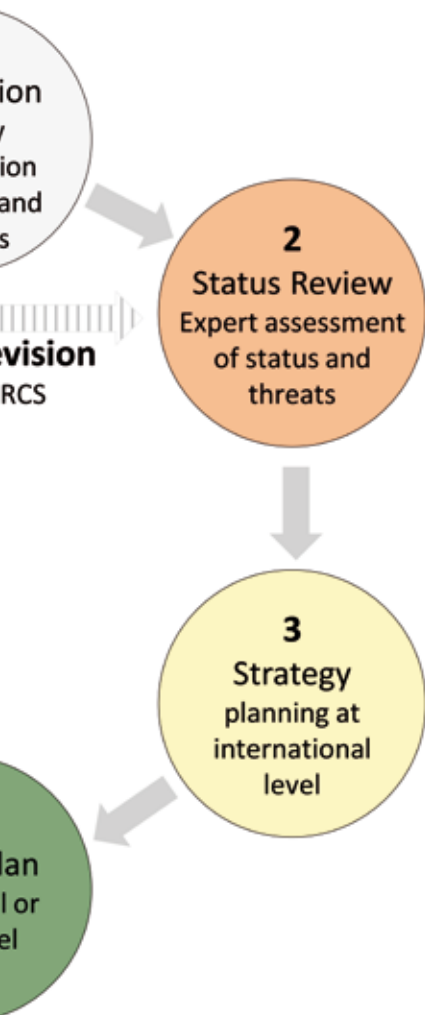 ion
y
ion
and
s
2
Status Review
Expert assessment
of status and
threats
evision
RCS
3
Strategy
planning at
international
level
lan
l or
el